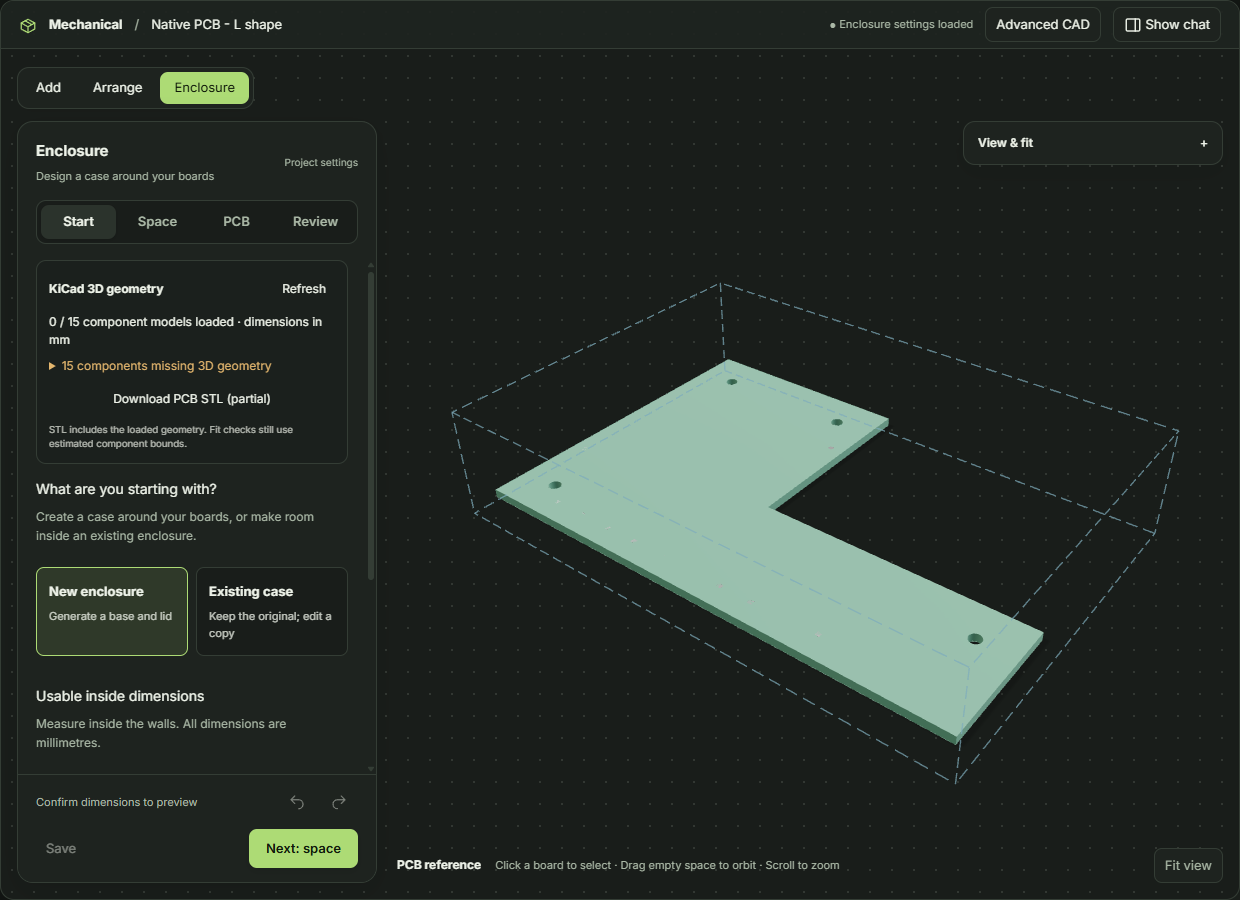 Mechanical / Native PCB - L shape
Enclosure settings loaded
Advanced CAD
Show chat
Add
Arrange
Enclosure
Enclosure
Design a case around your boards
Project settings
View & fit
+
Start
Space
PCB
Review
KiCad 3D geometry
Refresh
0 / 15 component models loaded · dimensions in
mm
15 components missing 3D geometry
Download PCB STL (partial)
STL includes the loaded geometry. Fit checks still use
estimated component bounds.
What are you starting with?
Create a case around your boards, or make room
inside an existing enclosure.
New enclosure
Generate a base and lid
Existing case
Keep the original; edit a
copy
Usable inside dimensions
Measure inside the walls. All dimensions are
millimetres.
Confirm dimensions to preview
Save
Next: space
PCB reference
Click a board to select · Drag empty space to orbit · Scroll to zoom
Fit view